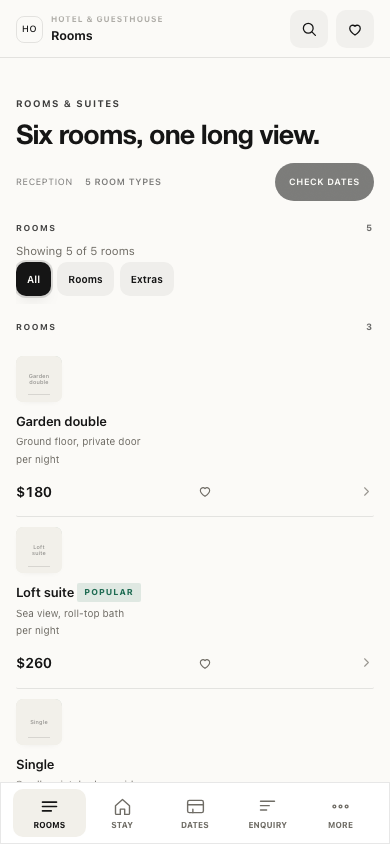 HO
HOTEL & GUESTHOUSE
Rooms
ROOMS & SUITES
Six rooms, one long view.
RECEPTION 5 ROOM TYPES
CHECK DATES
ROOMS 5
Showing 5 of 5 rooms
All Rooms Extras
ROOMS 3
Garden
double
Garden double
Ground floor, private door
per night
$180
Loft
suite
Loft suite POPULAR
Sea view, roll-top bath
per night
$260
Single
Single
ROOMS STAY DATES ENQUIRY MORE